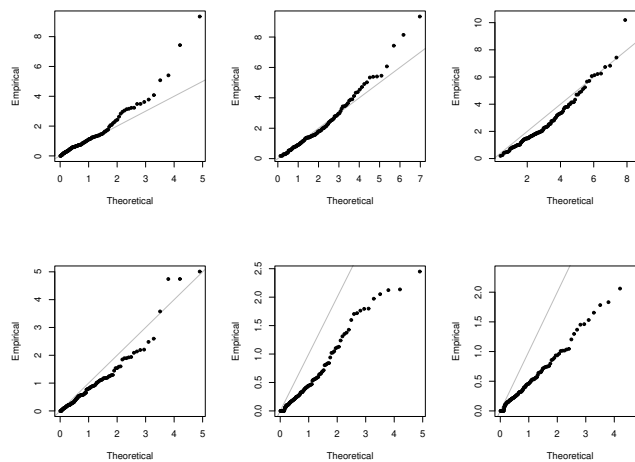 Empirical
0 2 4 6 8
0 1 2 3 4 5
Theoretical
Empirical
0 2 4 6 8
0 1 2 3 4 5 6 7
Theoretical
Empirical
0 2 4 6 8 10
2 4 6 8
Theoretical
Empirical
0 1 2 3 4 5
0 1 2 3 4 5
Theoretical
Empirical
0.0 0.5 1.0 1.5 2.0 2.5
0 1 2 3 4 5
Theoretical
Empirical
0.0 0.5 1.0 1.5 2.0 2.5
0 1 2 3 4
Theoretical